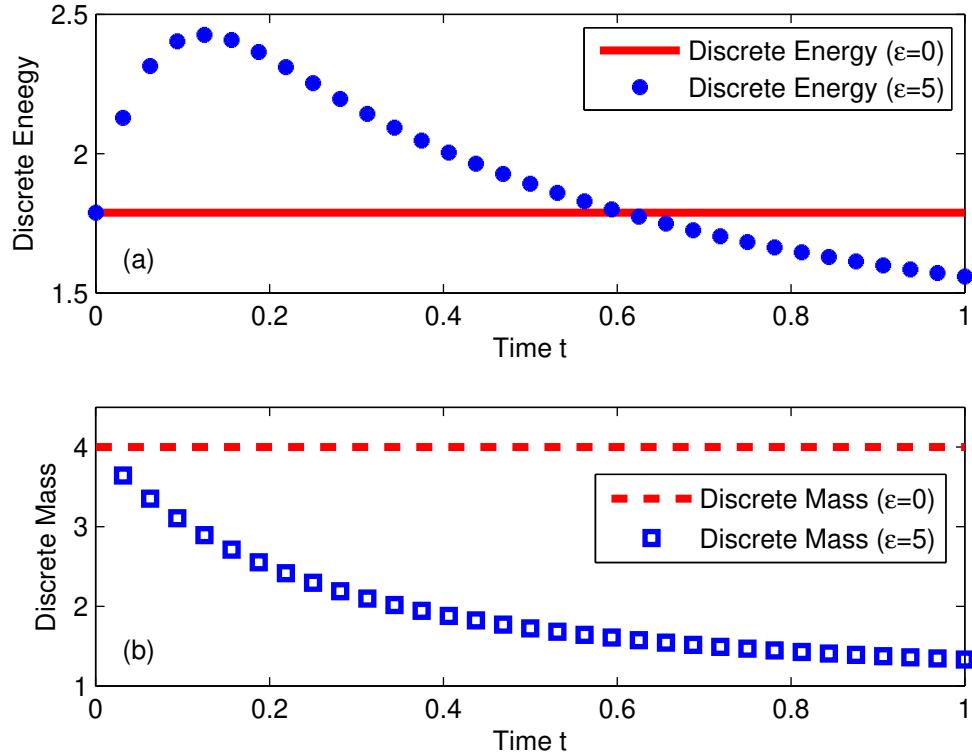 2.5
2
1.5
Discrete Eneegy
Discrete Energy (ε=0)
Discrete Energy (ε=5)
(a)
0
0.2
0.4
0.6
0.8
1
Time t
4
3
2
1
Discrete Mass
Discrete Mass (ε=0)
Discrete Mass (ε=5)
(b)
0
0.2
0.4
0.6
0.8
1
Time t